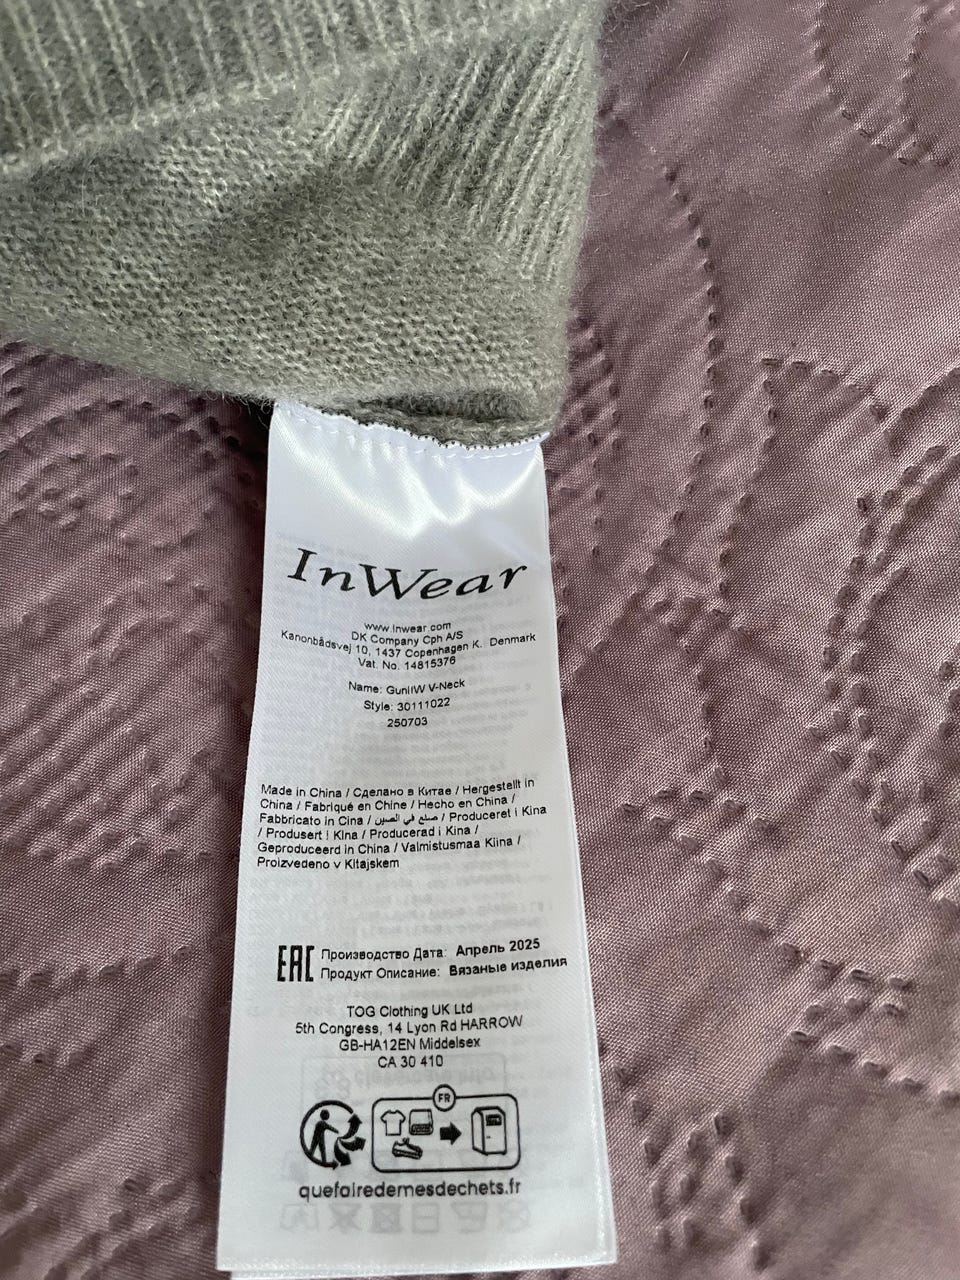 InWear
www.inwear.com
DK Company Cph A/S
Kanonbådsvej 10, 1437 Copenhagen K. Denmark
Vat. No. 14815376
Name: GuniIW V-Neck
Style: 30111022
250703
Made in China / Сделано в Китае / Hergestellt in
China / Fabriqué en Chine / Hecho en China /
Fabbricato in Cina / صنع في الصين / Produceret i Kina
/ Produsert i Kina / Producerad i Kina /
Geproduceerd in China / Valmistusmaa Kiina /
Proizvedeno v Kitajskem
EAC Производство Дата: Апрель 2025
Продукт Описание: Вязаные изделия
TOG Clothing UK Ltd
5th Congress, 14 Lyon Rd HARROW
GB-HA12EN Middelsex
CA 30 410
FR
quefairedemesdechets.fr